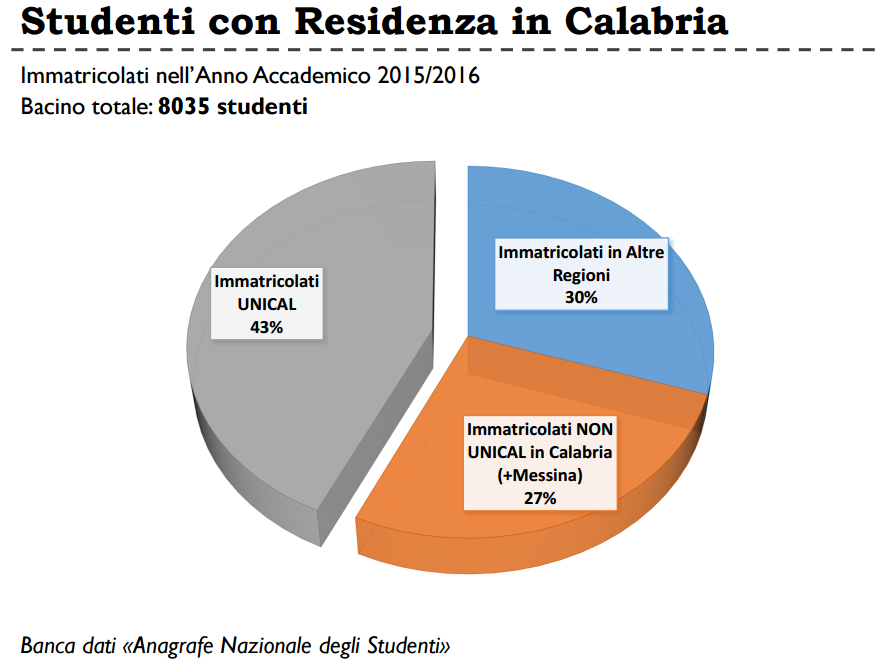 Studenti con Residenza in Calabria
Immatricolati nell'Anno Accademico 2015/2016
Bacino totale: 8035 studenti
Immatricolati in Altre
Regioni
30%
Immatricolati
UNICAL
43%
Immatricolati NON
UNICAL in Calabria
(+Messina)
27%
Banca dati «Anagrafe Nazionale degli Studenti»